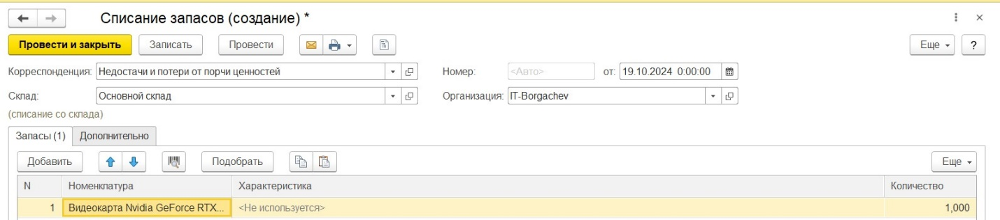 Списание запасов (создание) *
Провести и закрыть Записать Провести Еще ?
Корреспонденция: Недостачи и потери от порчи ценностей Номер: <Авто> от: 19.10.2024 0:00:00
Склад: Основной склад Организация: IT-Borgachev
(списание со склада)
Запасы (1) Дополнительно
Добавить Подобрать Еще
N Номенклатура Характеристика Количество
1 Видеокарта Nvidia GeForce RTX... <Не используется> 1,000